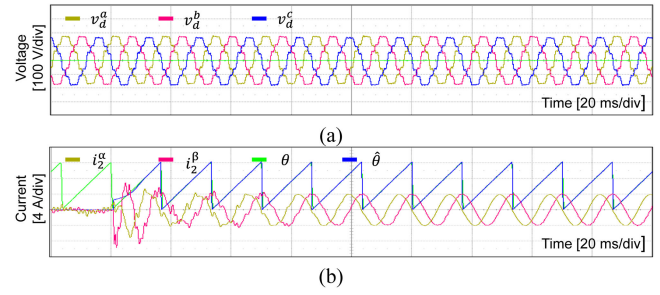 v_d^a v_d^b v_d^c
Voltage
[100 V/div]
Time [20 ms/div]
(a)
i_2^α i_2^β θ θ̂
Current
[4 A/div]
Time [20 ms/div]
(b)